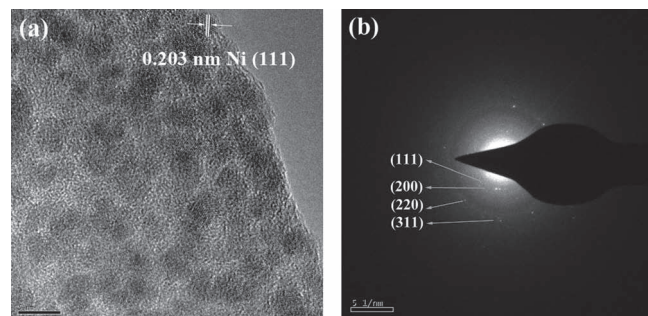 (a)
0.203 nm Ni (111)
(b)
(111)
(200)
(220)
(311)
5 1/nm